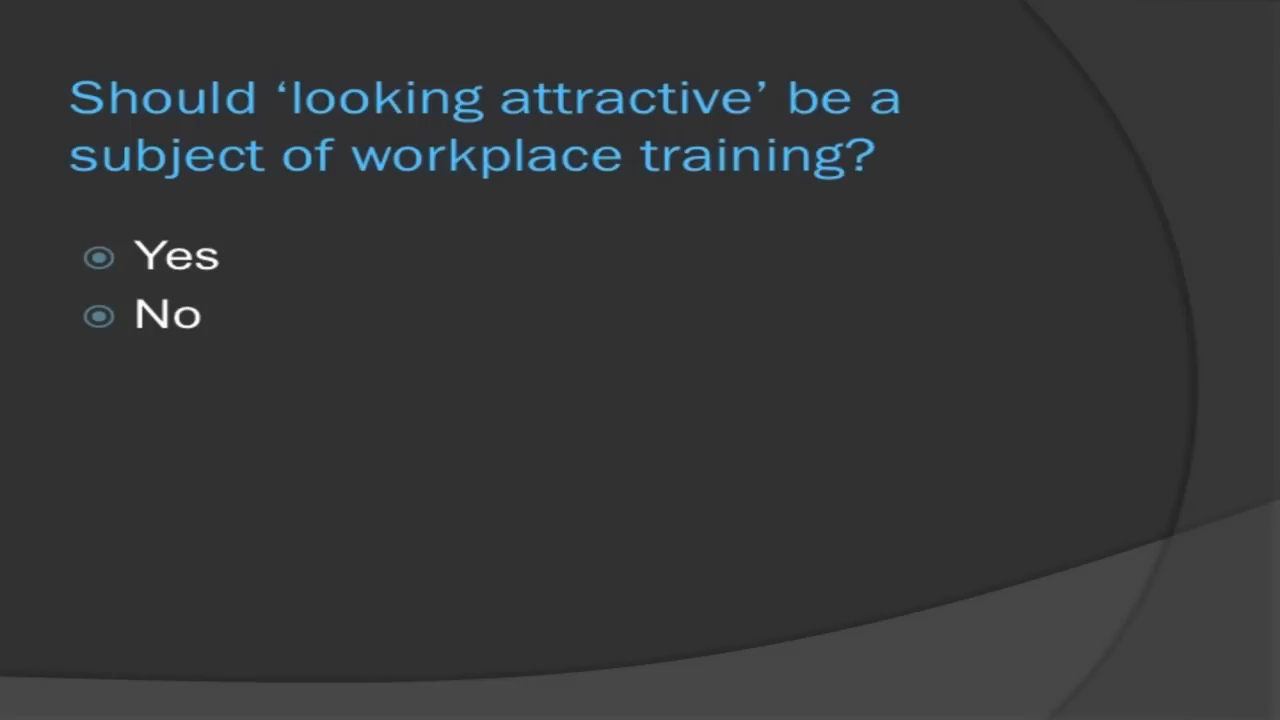 Should ‘looking attractive’ be a
subject of workplace training?
Yes
No